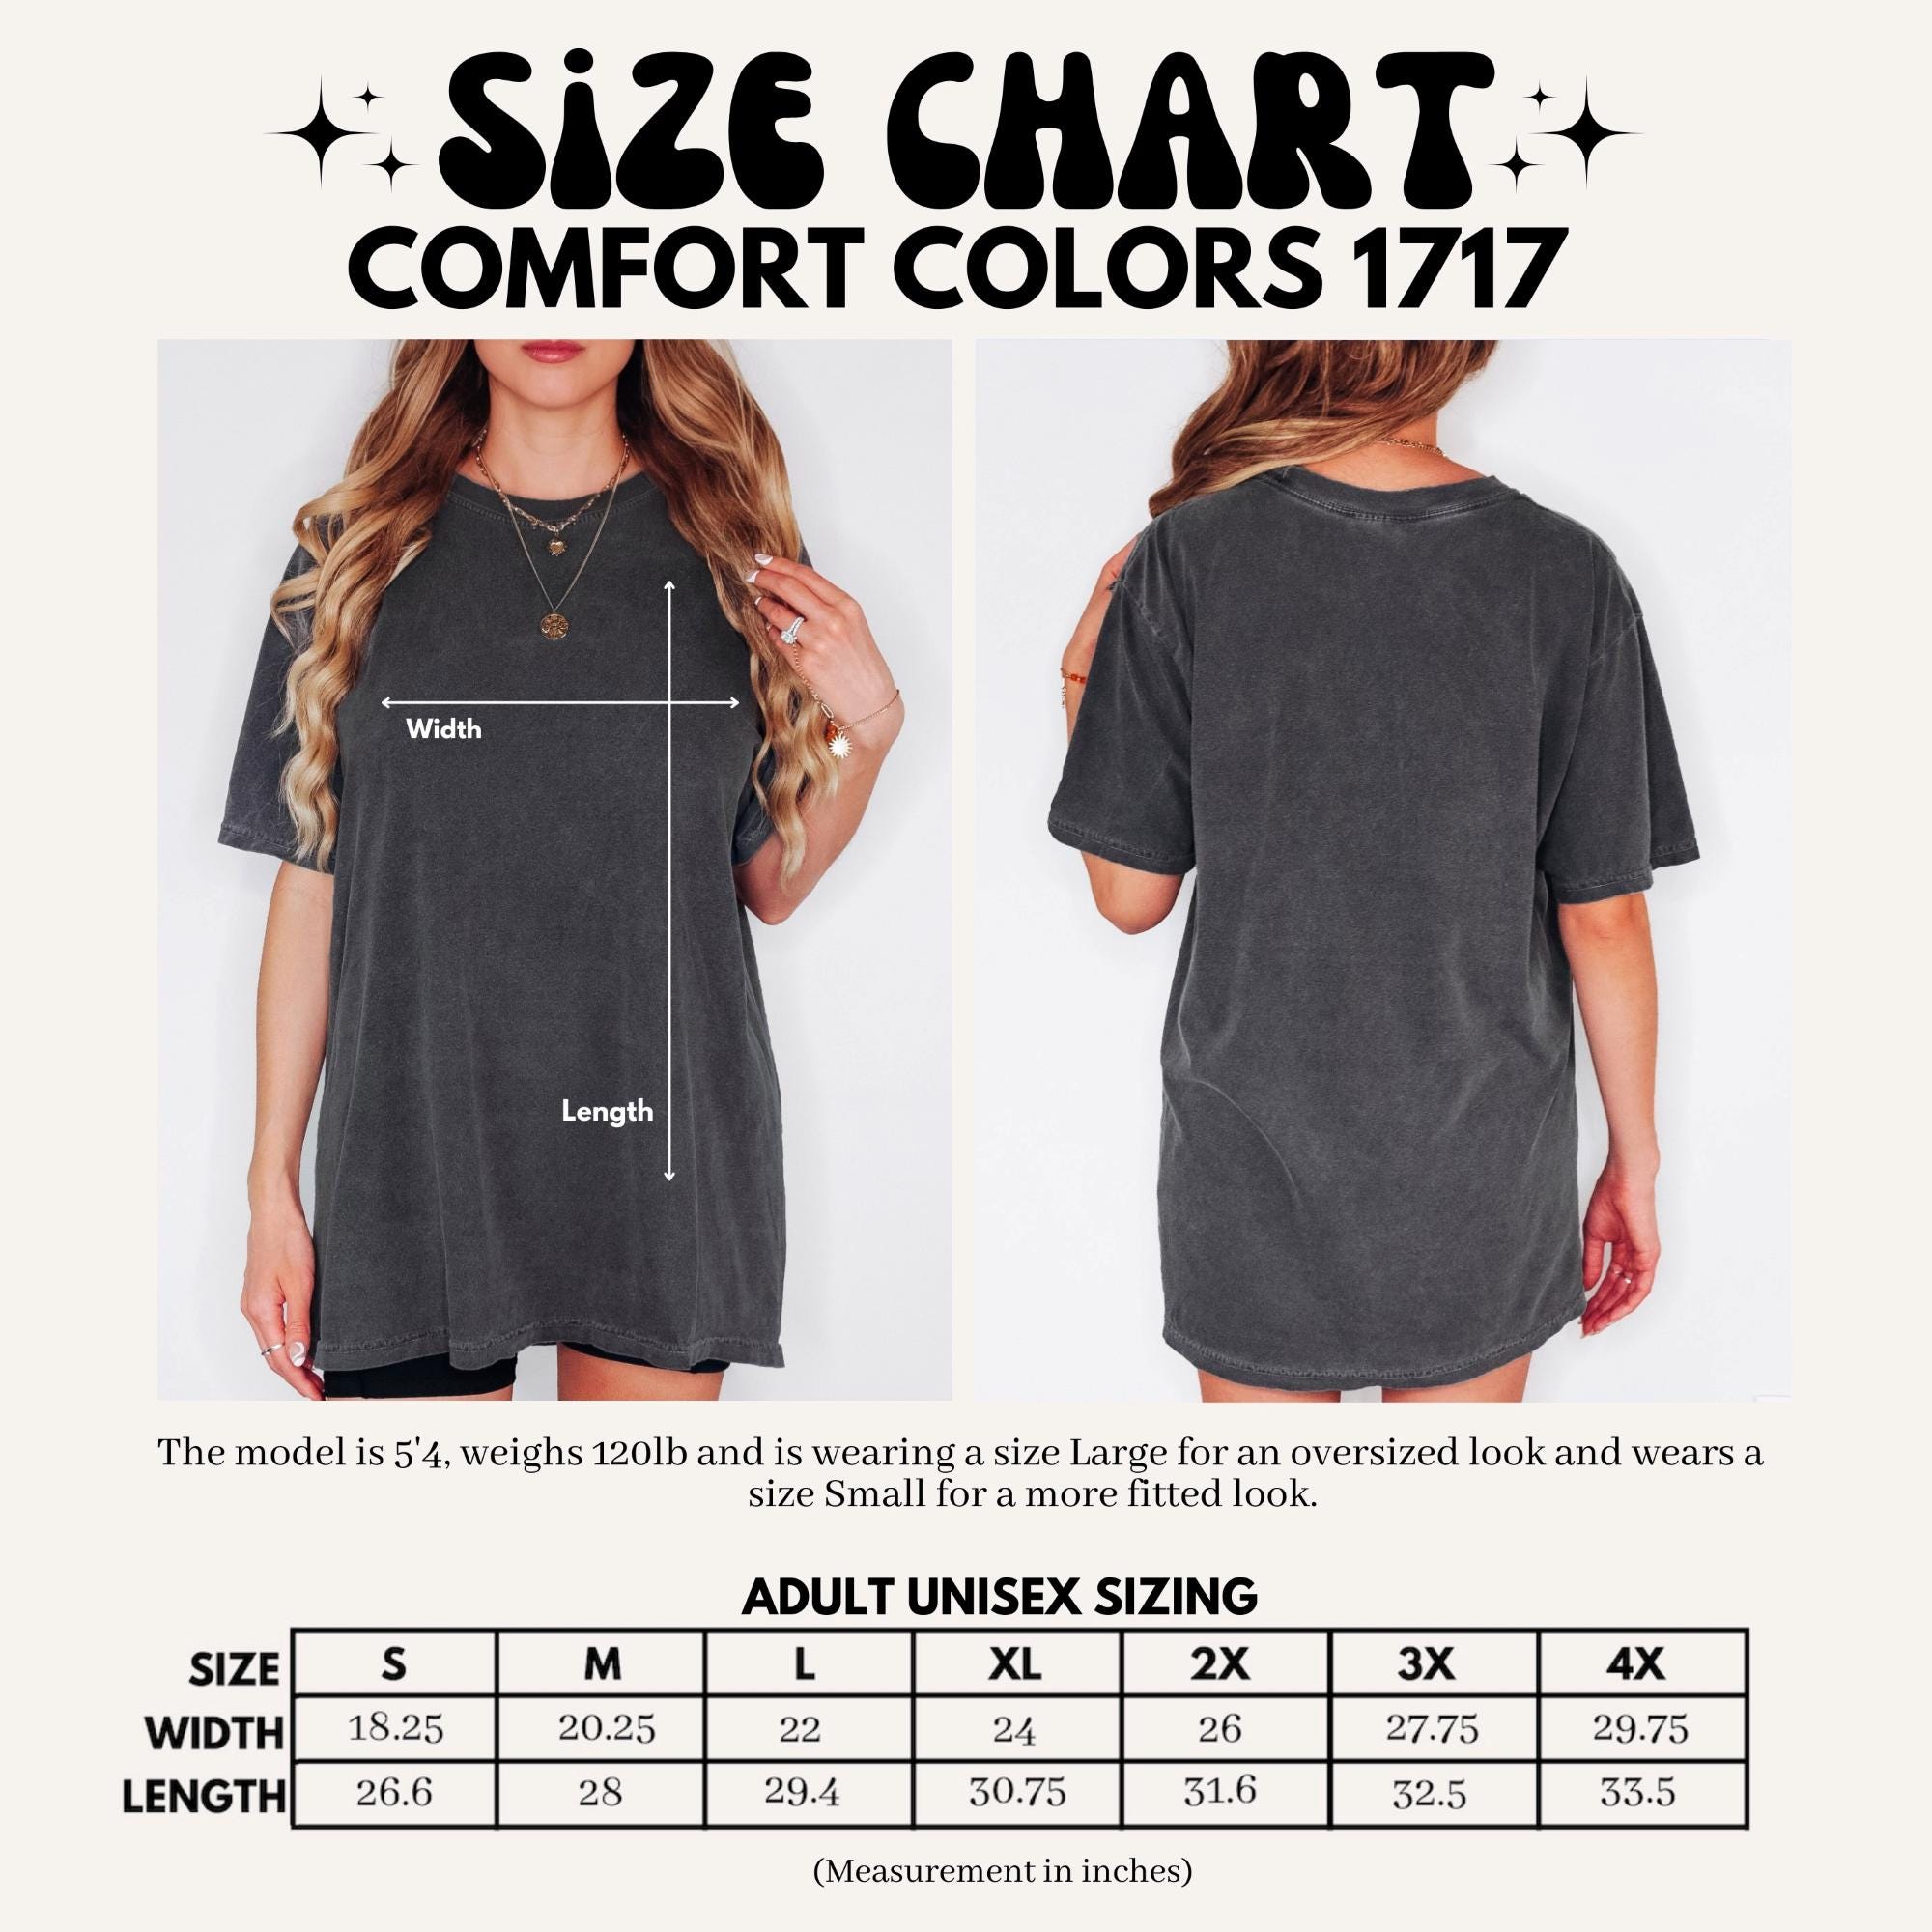 SiZE CHART
COMFORT COLORS 1717
Width
Length
The model is 5'4, weighs 120lb and is wearing a size Large for an oversized look and wears a
size Small for a more fitted look.
ADULT UNISEX SIZING
SIZE S M L XL 2X 3X 4X
WIDTH 18.25 20.25 22 24 26 27.75 29.75
LENGTH 26.6 28 29.4 30.75 31.6 32.5 33.5
(Measurement in inches)